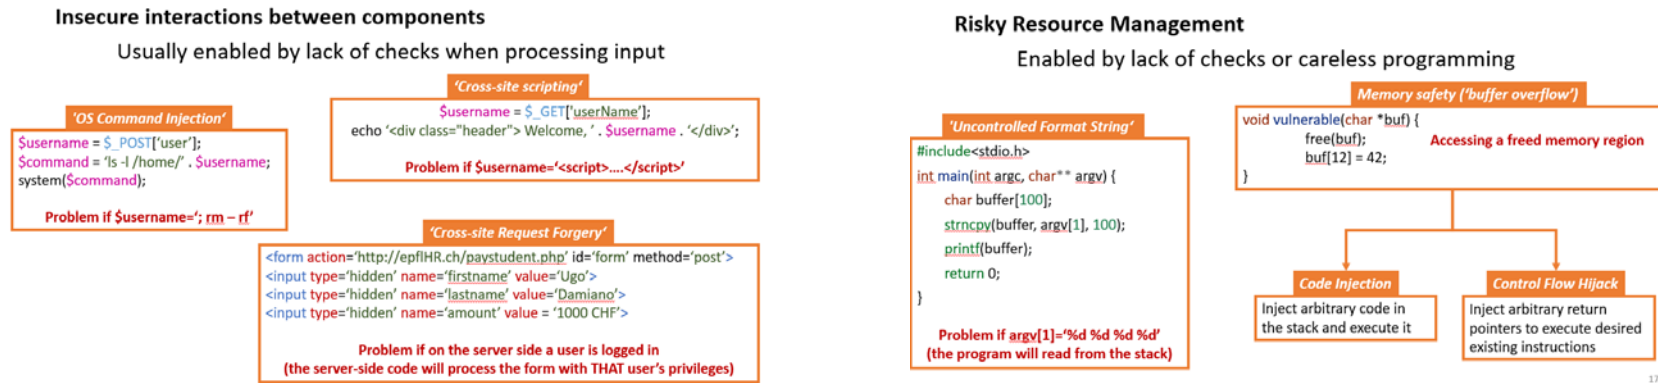 Insecure interactions between components
Usually enabled by lack of checks when processing input
'OS Command Injection'
$username = $_POST['user'];
$command = 'ls -l /home/' . $username;
system($command);
Problem if $username='; rm – rf'
'Cross-site scripting'
$username = $_GET['userName'];
echo '<div class="header"> Welcome, ' . $username . '</div>';
Problem if $username='<script>....</script>'
'Cross-site Request Forgery'
<form action='http://epflHR.ch/paystudent.php' id='form' method='post'>
<input type='hidden' name='firstname' value='Ugo'>
<input type='hidden' name='lastname' value='Damiano'>
<input type='hidden' name='amount' value = '1000 CHF'>
Problem if on the server side a user is logged in
(the server-side code will process the form with THAT user's privileges)
Risky Resource Management
Enabled by lack of checks or careless programming
'Uncontrolled Format String'
#include<stdio.h>
int main(int argc, char** argv) {
char buffer[100];
strncpy(buffer, argv[1], 100);
printf(buffer);
return 0;
}
Problem if argv[1]='%d %d %d %d'
(the program will read from the stack)
Memory safety ('buffer overflow')
void vulnerable(char *buf) {
free(buf);
buf[12] = 42;
}
Accessing a freed memory region
Code Injection
Inject arbitrary code in
the stack and execute it
Control Flow Hijack
Inject arbitrary return
pointers to execute desired
existing instructions
17